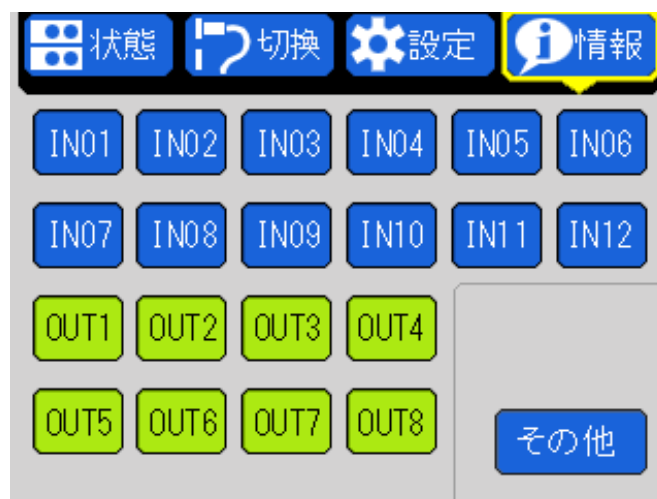 状態 切換 設定 情報
IN01 IN02 IN03 IN04 IN05 IN06
IN07 IN08 IN09 IN10 IN11 IN12
OUT1 OUT2 OUT3 OUT4
OUT5 OUT6 OUT7 OUT8
その他